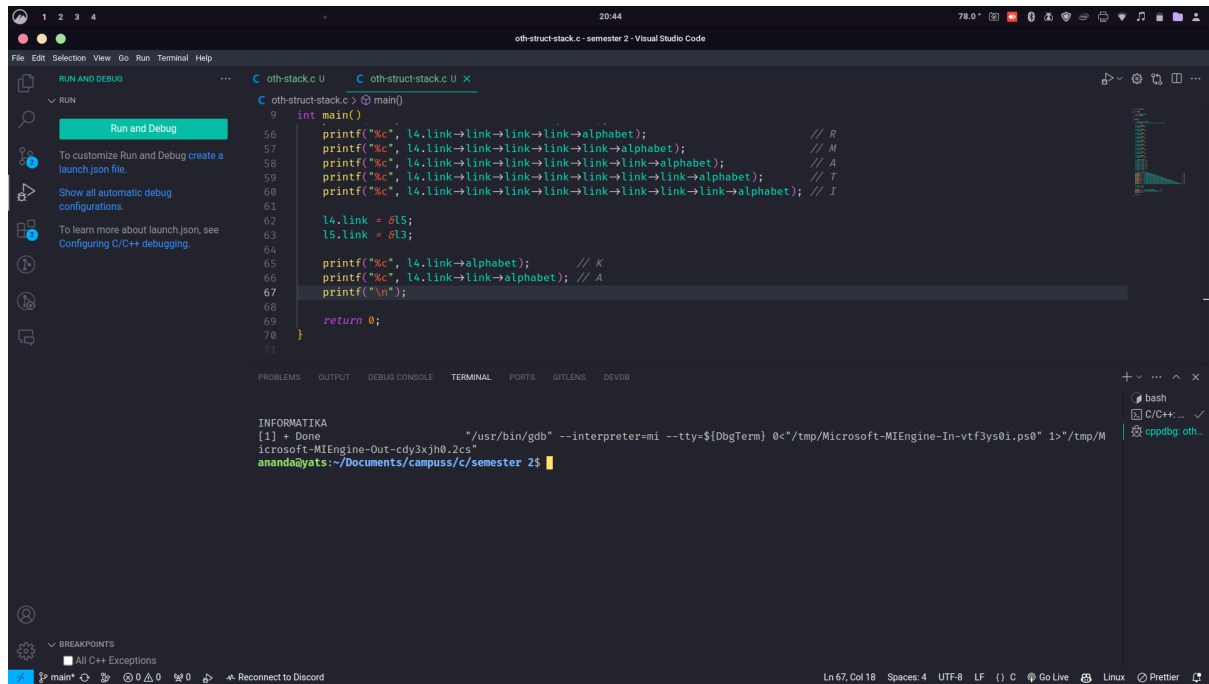 1 2 3 4
20:44
78.0°
oth-struct-stack.c - semester 2 - Visual Studio Code
File Edit Selection View Go Run Terminal Help
RUN AND DEBUG
RUN
Run and Debug
To customize Run and Debug create a
launch.json file.
Show all automatic debug
configurations.
To learn more about launch.json, see
Configuring C/C++ debugging.
2
2
C oth-stack.c U
C oth-struct-stack.c U ×
C oth-struct-stack.c > main()
9 int main()
56 printf("%c", l4.link→link→link→link→alphabet); // R
57 printf("%c", l4.link→link→link→link→link→alphabet); // M
58 printf("%c", l4.link→link→link→link→link→link→alphabet); // A
59 printf("%c", l4.link→link→link→link→link→link→link→alphabet); // T
60 printf("%c", l4.link→link→link→link→link→link→link→link→alphabet); // I
61
62 l4.link = &l5;
63 l5.link = &l3;
64
65 printf("%c", l4.link→alphabet); // K
66 printf("%c", l4.link→link→alphabet); // A
67 printf("\n");
68
69 return 0;
70 }
71
PROBLEMS OUTPUT DEBUG CONSOLE TERMINAL PORTS GITLENS DEVDB
INFORMATIKA
[1] + Done "/usr/bin/gdb" --interpreter=mi --tty=${DbgTerm} 0<"/tmp/Microsoft-MIEngine-In-vtf3ys0i.ps0" 1>"/tmp/M
icrosoft-MIEngine-Out-cdy3xjh0.2cs"
ananda@yats:~/Documents/campuss/c/semester 2$
bash
C/C++: ...
cppdbg: oth...
BREAKPOINTS
All C++ Exceptions
main* 0 0 0 Reconnect to Discord
Ln 67, Col 18 Spaces: 4 UTF-8 LF {} C Go Live Linux Prettier